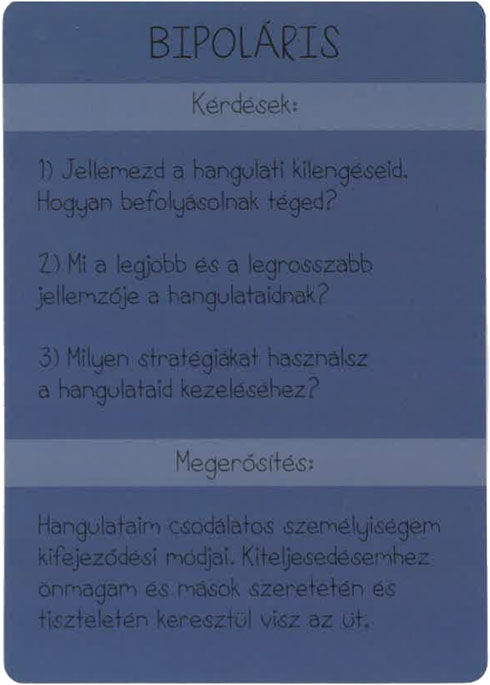 BIPOLÁRIS
Kérdések:
1) Jellemezd a hangulati kilengéseid.
Hogyan befolyásolnak téged?
2) Mi a legjobb és a legrosszabb
jellemzője a hangulataidnak?
3) Milyen stratégiákat használsz
a hangulataid kezeléséhez?
Megerősítés:
Hangulataim csodálatos személyiségem
kifejeződési módjai. Kiteljesedésemhez
önmagam és mások szeretetén és
tiszteletén keresztül visz az út.